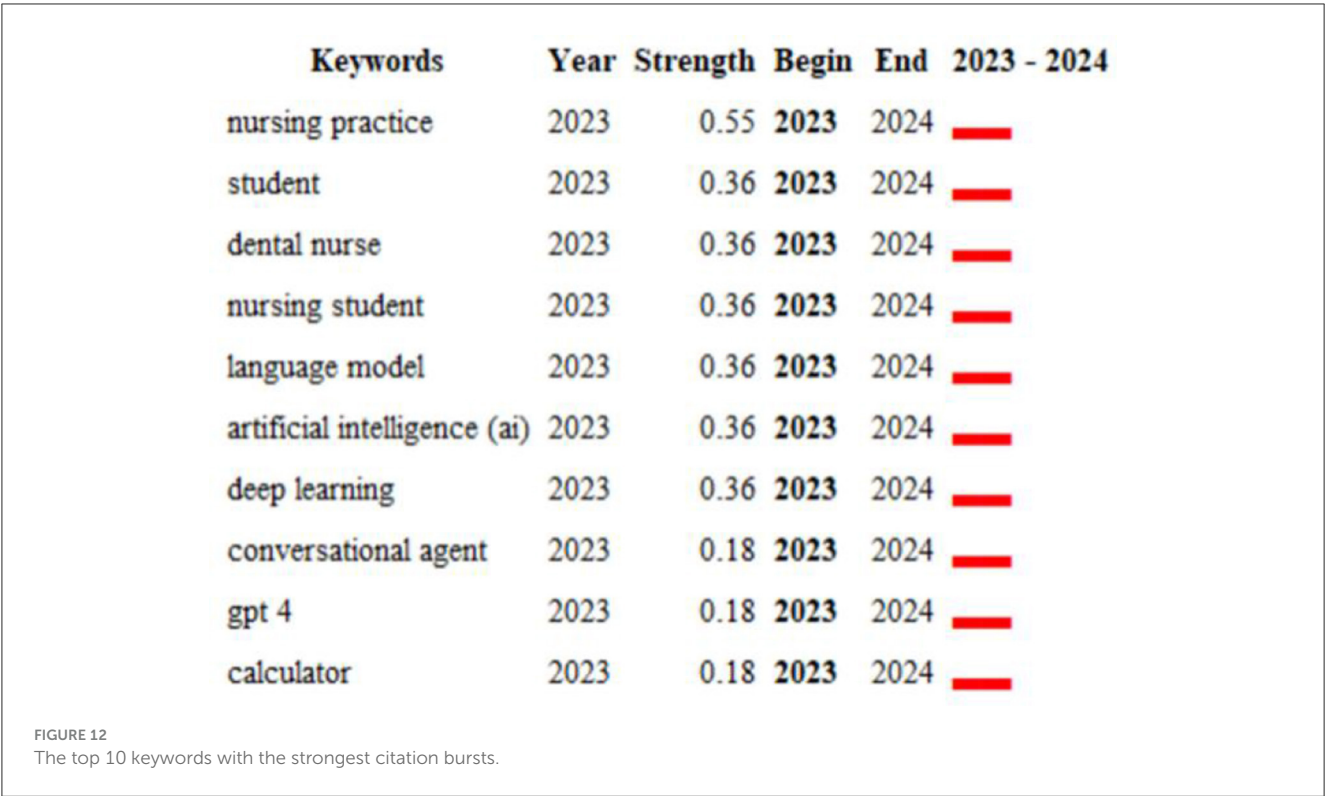 Keywords Year Strength Begin End 2023 - 2024
nursing practice 2023 0.55 2023 2024
student 2023 0.36 2023 2024
dental nurse 2023 0.36 2023 2024
nursing student 2023 0.36 2023 2024
language model 2023 0.36 2023 2024
artificial intelligence (ai) 2023 0.36 2023 2024
deep learning 2023 0.36 2023 2024
conversational agent 2023 0.18 2023 2024
gpt 4 2023 0.18 2023 2024
calculator 2023 0.18 2023 2024
FIGURE 12
The top 10 keywords with the strongest citation bursts.